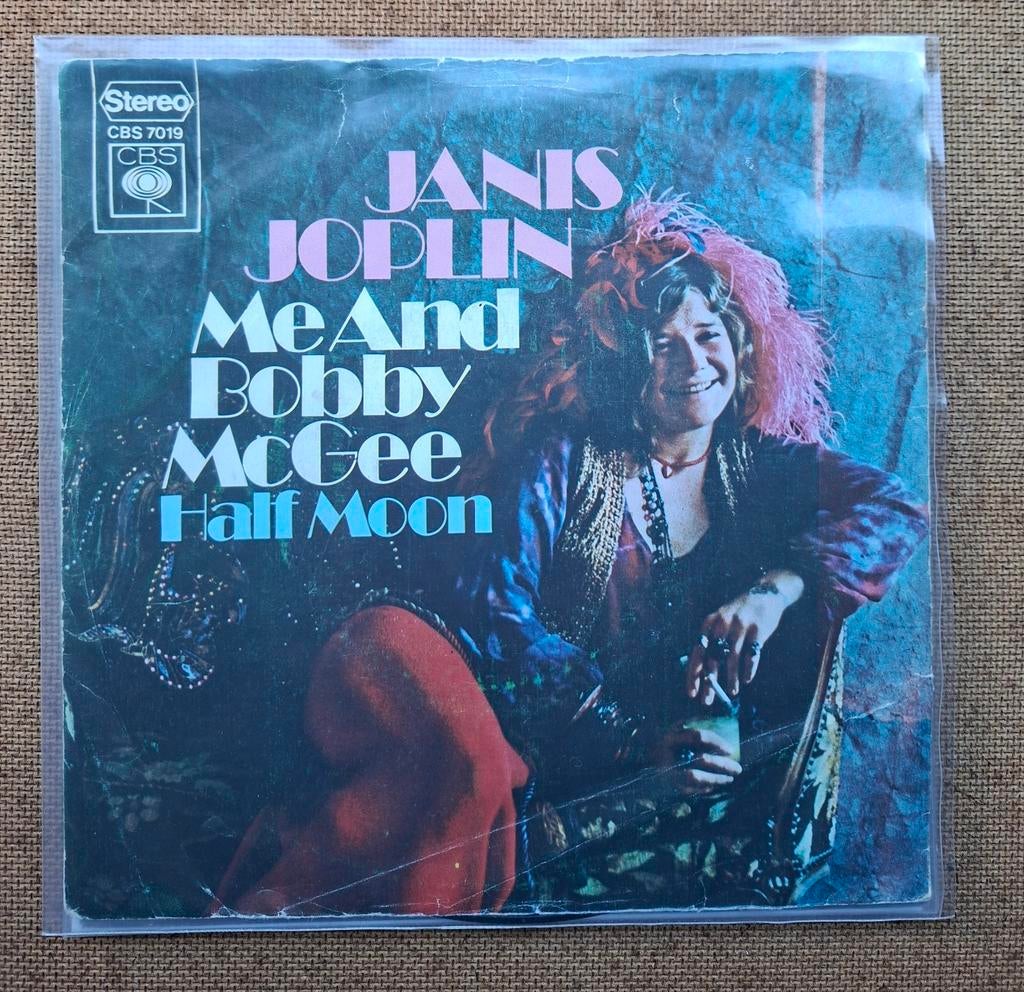 Stereo
CBS 7019
CBS
JANIS
JOPLIN
Me And
Bobby
McGee
Half Moon